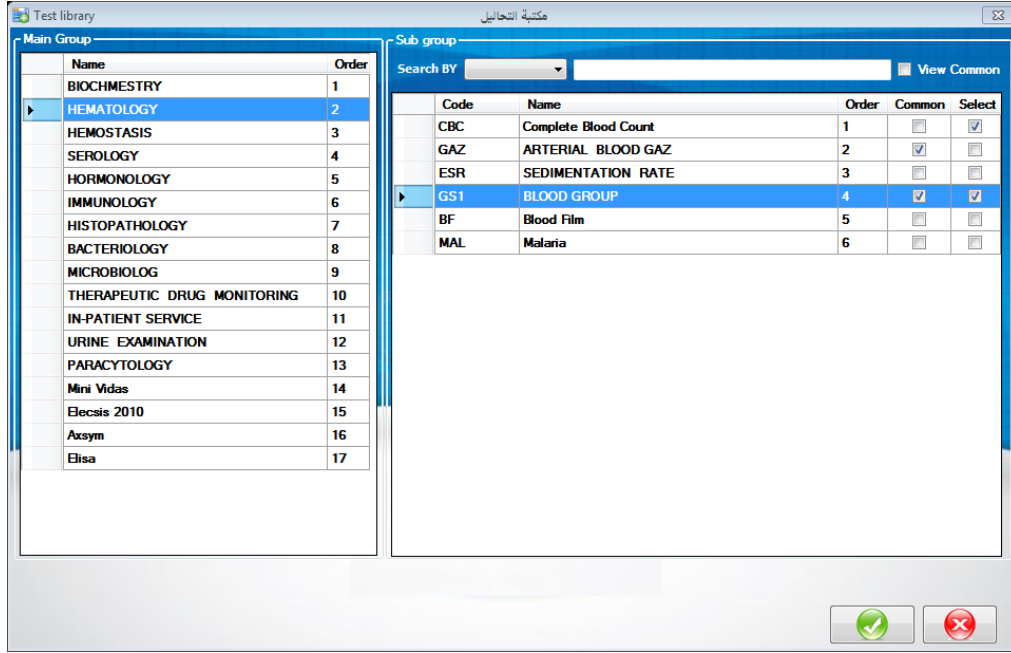 Test library
مكتبة التحاليل
Main Group
Name Order
BIOCHMESTRY 1
HEMATOLOGY 2
HEMOSTASIS 3
SEROLOGY 4
HORMONOLOGY 5
IMMUNOLOGY 6
HISTOPATHOLOGY 7
BACTERIOLOGY 8
MICROBIOLOG 9
THERAPEUTIC DRUG MONITORING 10
IN-PATIENT SERVICE 11
URINE EXAMINATION 12
PARACYTOLOGY 13
Mini Vidas 14
Elecsis 2010 15
Axsym 16
Elisa 17
Sub group
Search BY View Common
Code Name Order Common Select
CBC Complete Blood Count 1
GAZ ARTERIAL BLOOD GAZ 2
ESR SEDIMENTATION RATE 3
GS1 BLOOD GROUP 4
BF Blood Film 5
MAL Malaria 6